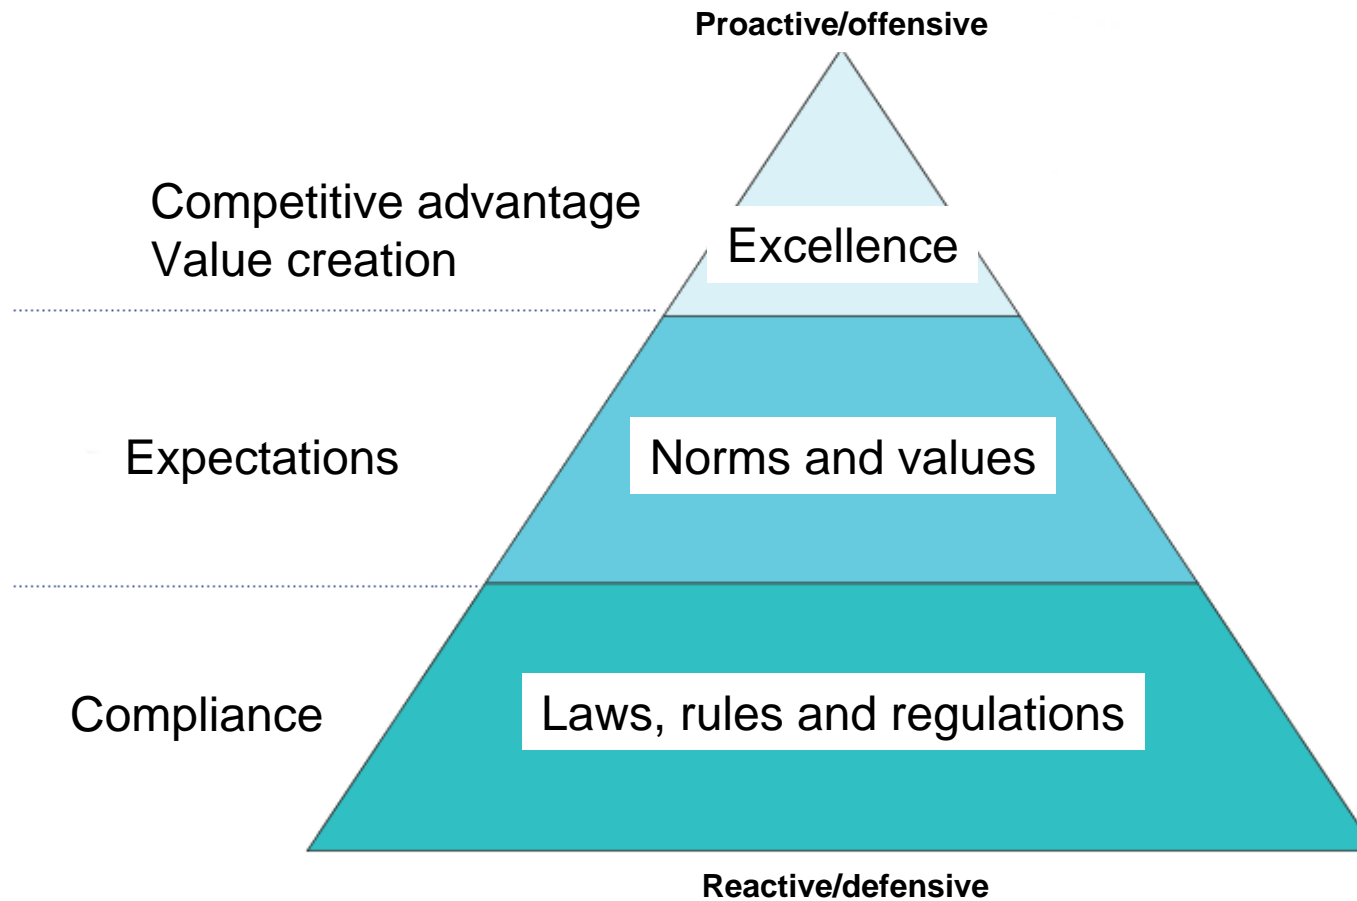 Proactive/offensive
Competitive advantage
Value creation
Excellence
Expectations
Norms and values
Compliance
Laws, rules and regulations
Reactive/defensive